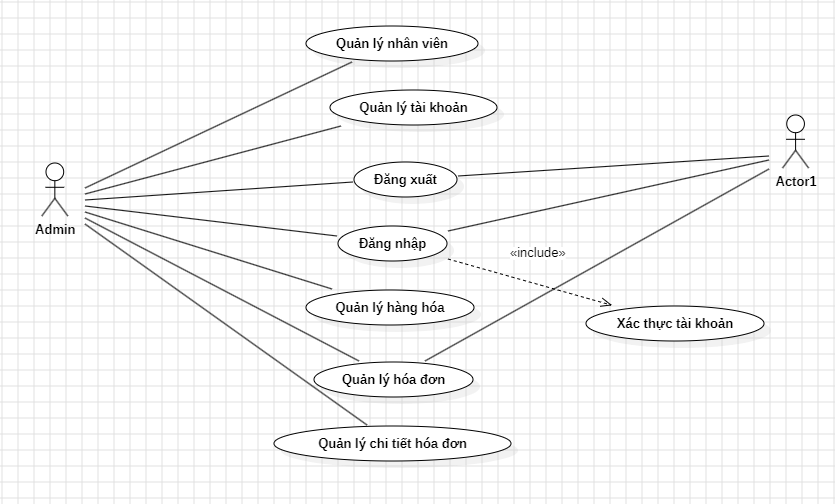 Quản lý nhân viên
Quản lý tài khoản
Đăng xuất
Actor1
Admin
Đăng nhập
«include»
Quản lý hàng hóa
Xác thực tài khoản
Quản lý hóa đơn
Quản lý chi tiết hóa đơn